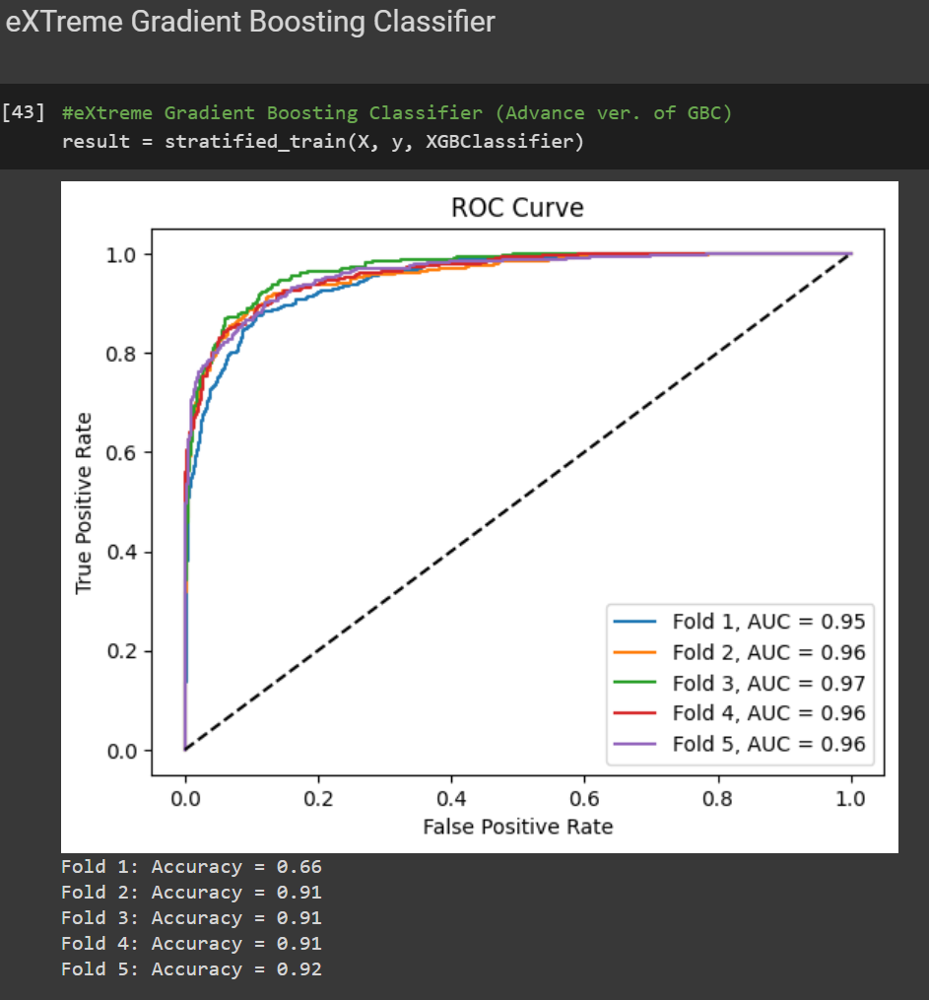 eXTreme Gradient Boosting Classifier
[43] #eXtreme Gradient Boosting Classifier (Advance ver. of GBC)
result = stratified_train(X, y, XGBClassifier)
ROC Curve
1.0
0.8
0.6
0.4
0.2
0.0
True Positive Rate
Fold 1, AUC = 0.95
Fold 2, AUC = 0.96
Fold 3, AUC = 0.97
Fold 4, AUC = 0.96
Fold 5, AUC = 0.96
0.0 0.2 0.4 0.6 0.8 1.0
False Positive Rate
Fold 1: Accuracy = 0.66
Fold 2: Accuracy = 0.91
Fold 3: Accuracy = 0.91
Fold 4: Accuracy = 0.91
Fold 5: Accuracy = 0.92